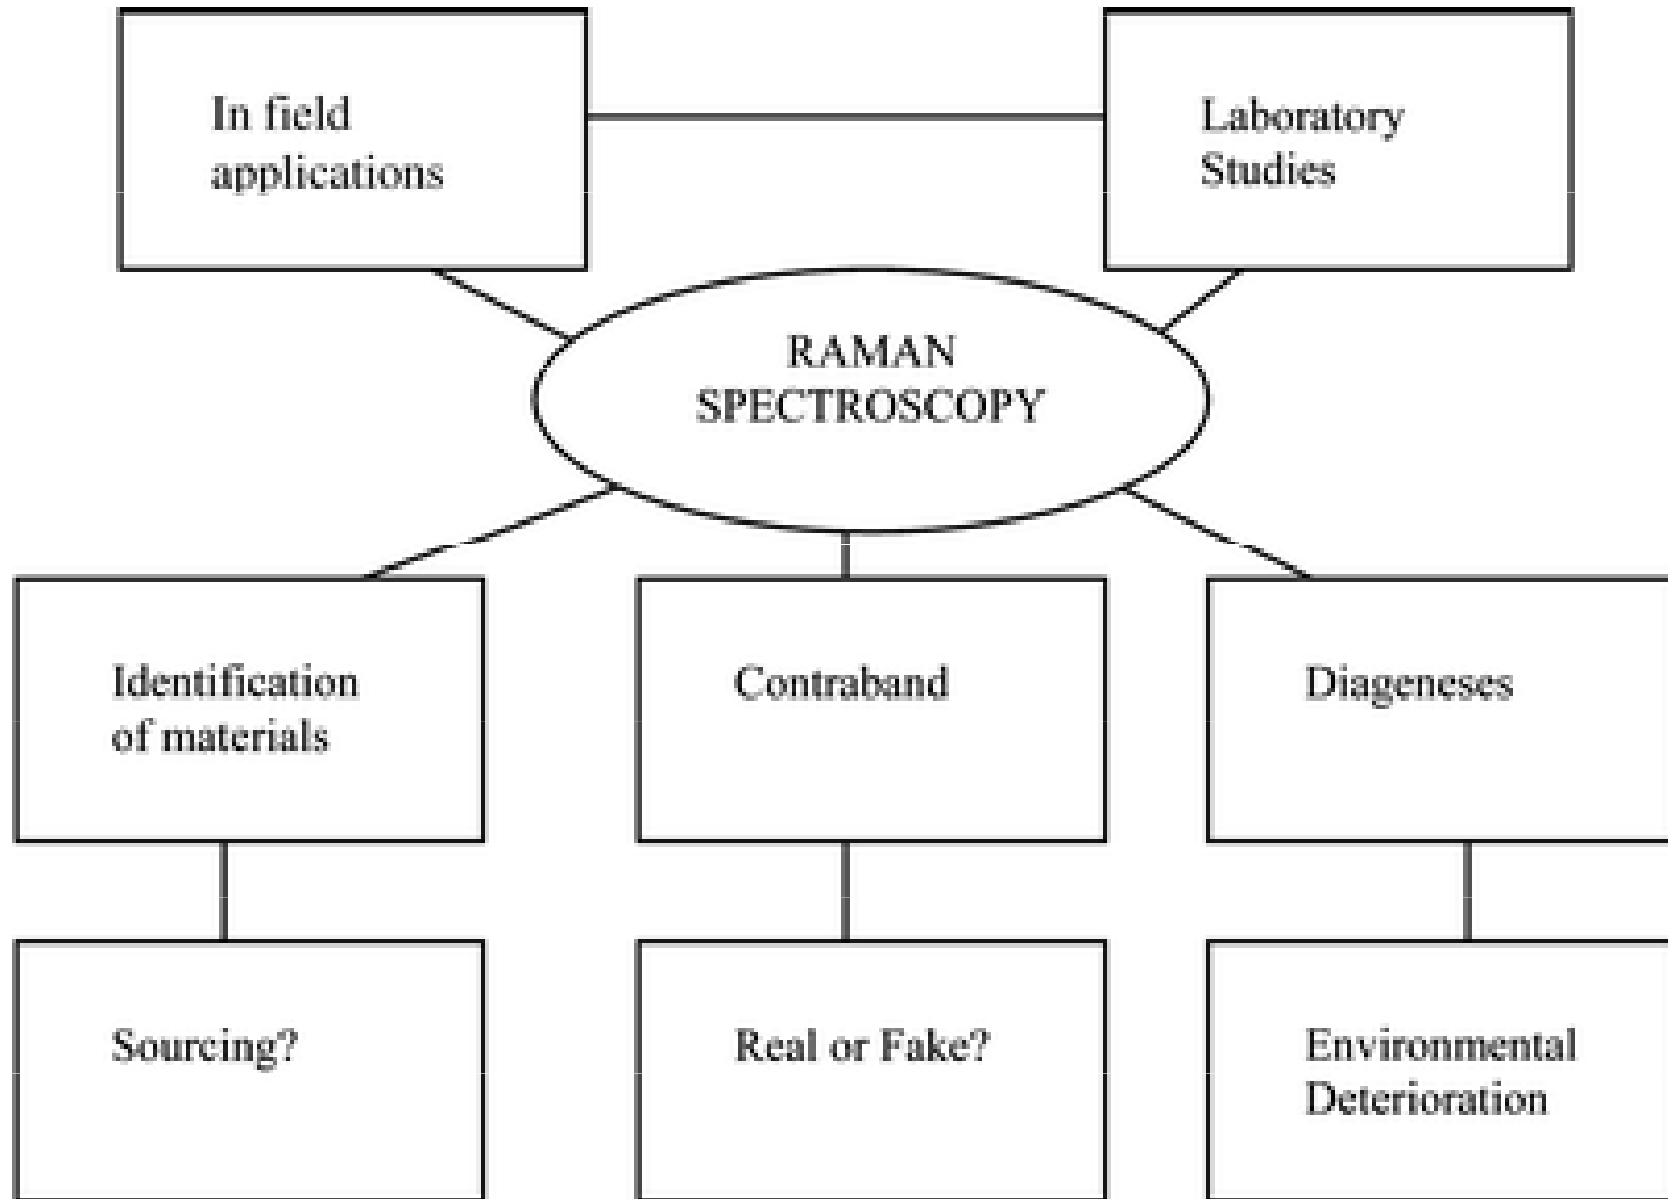 In field
applications
Laboratory
Studies
RAMAN
SPECTROSCOPY
Identification
of materials
Contraband
Diageneses
Sourcing?
Real or Fake?
Environmental
Deterioration